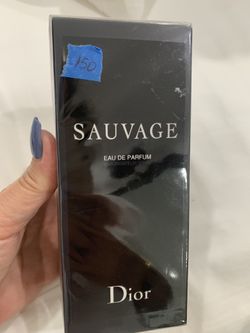 $150
SAUVAGE
EAU DE PARFUM
Dior